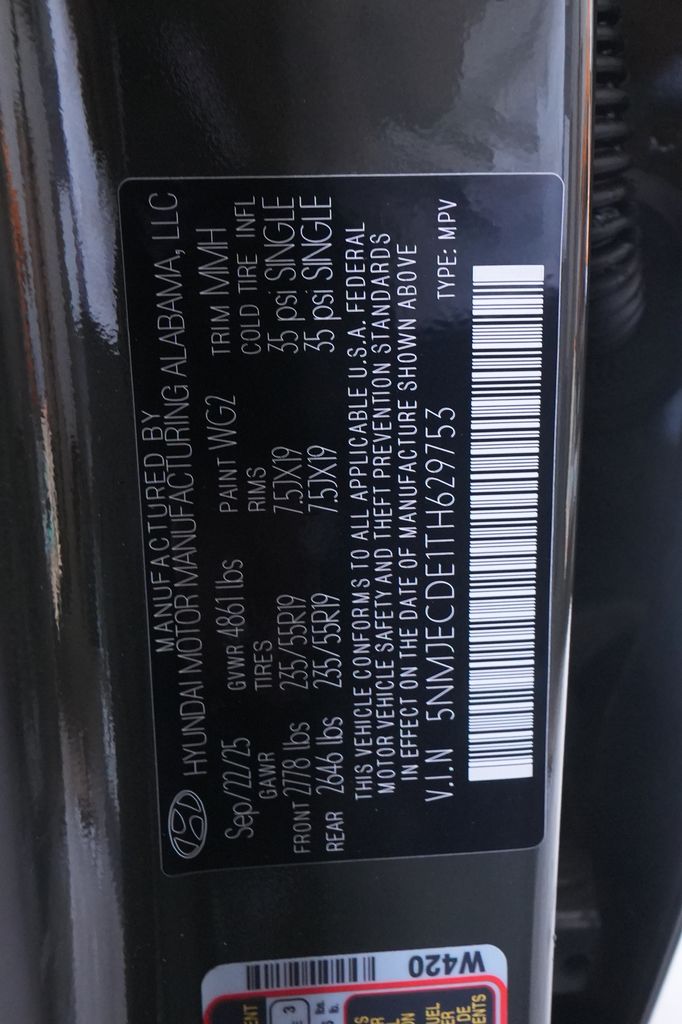 MANUFACTURED BY
HYUNDAI MOTOR MANUFACTURING ALABAMA, LLC
Sep/22/25 GVWR 4861 lbs PAINT WG2 TRIM MMH
GAWR TIRES RIMS COLD TIRE INFL
FRONT 2778 lbs 235/55R19 7.5JX19 35 psi SINGLE
REAR 2646 lbs 235/55R19 7.5JX19 35 psi SINGLE
THIS VEHICLE CONFORMS TO ALL APPLICABLE U.S.A. FEDERAL
MOTOR VEHICLE SAFETY AND THEFT PREVENTION STANDARDS
IN EFFECT ON THE DATE OF MANUFACTURE SHOWN ABOVE
V.I.N 5NMJECDE1TH629753 TYPE: MPV
W420